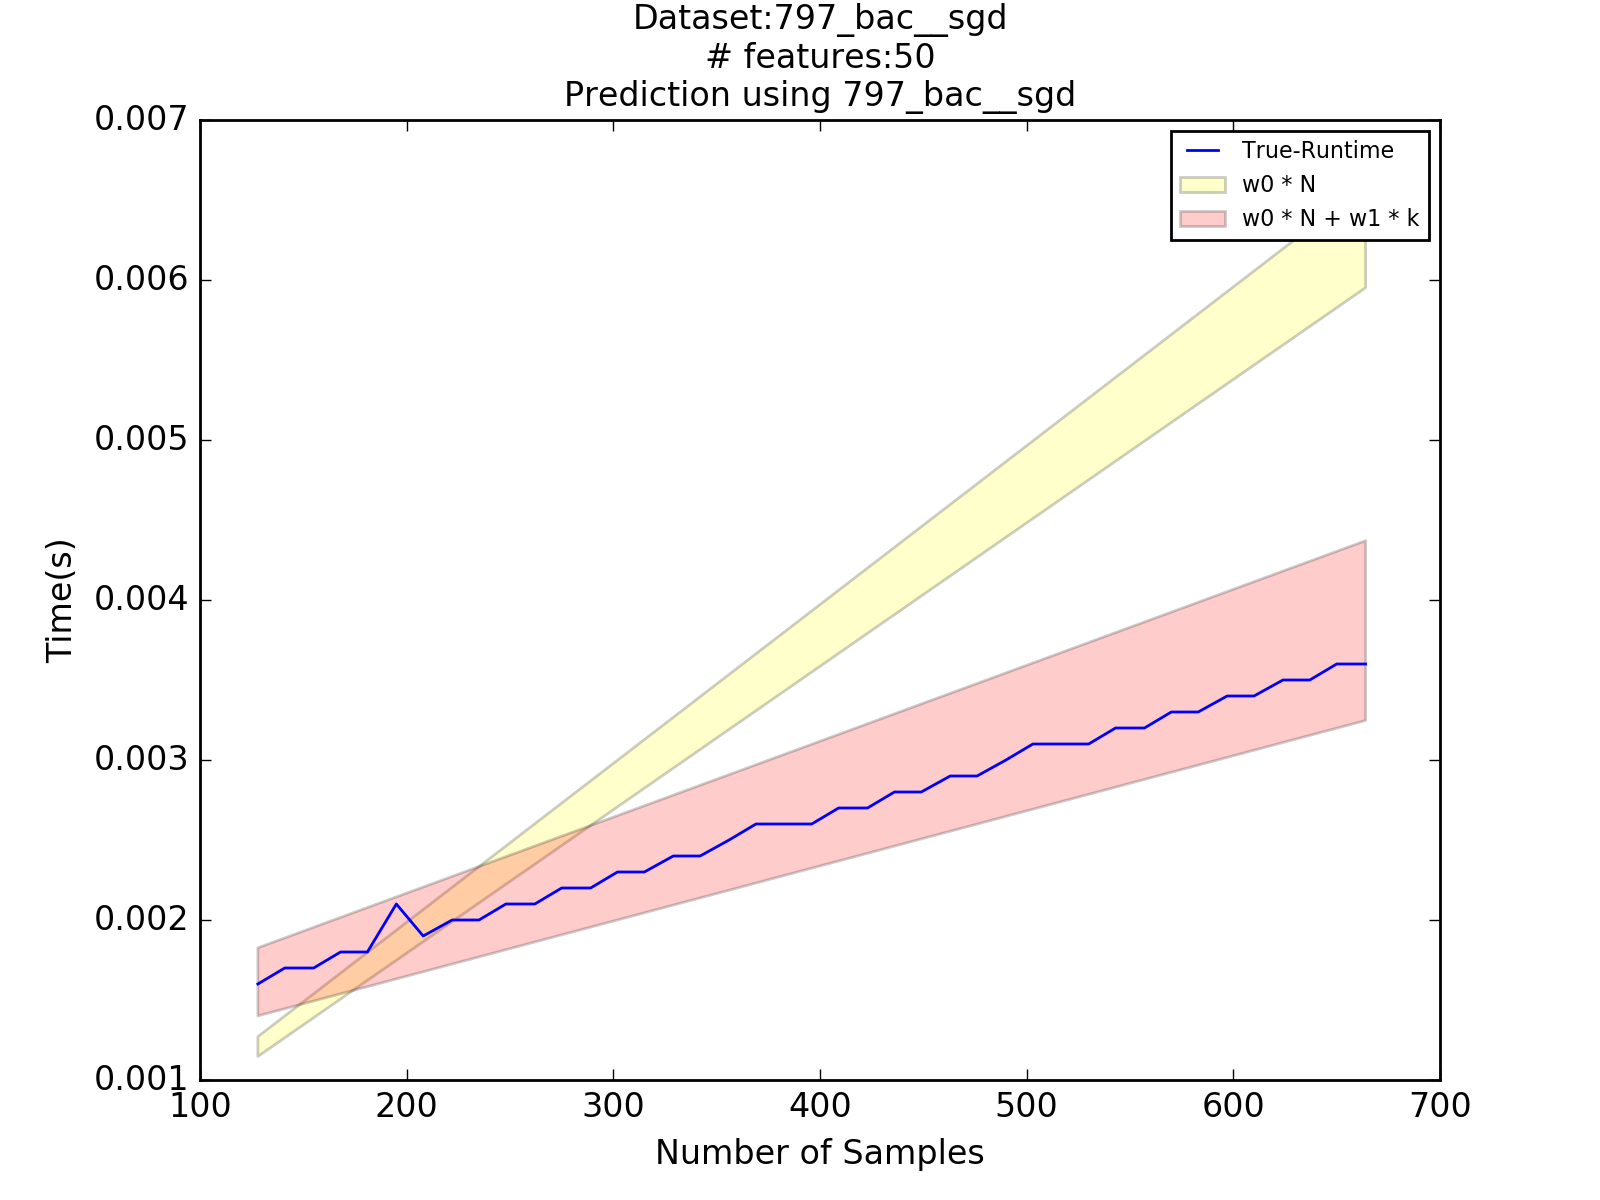 Dataset:797_bac__sgd
# features:50
Prediction using 797_bac__sgd
0.007
0.006
0.005
0.004
0.003
0.002
0.001
Time(s)
True-Runtime
w0 * N
w0 * N + w1 * k
100 200 300 400 500 600 700
Number of Samples